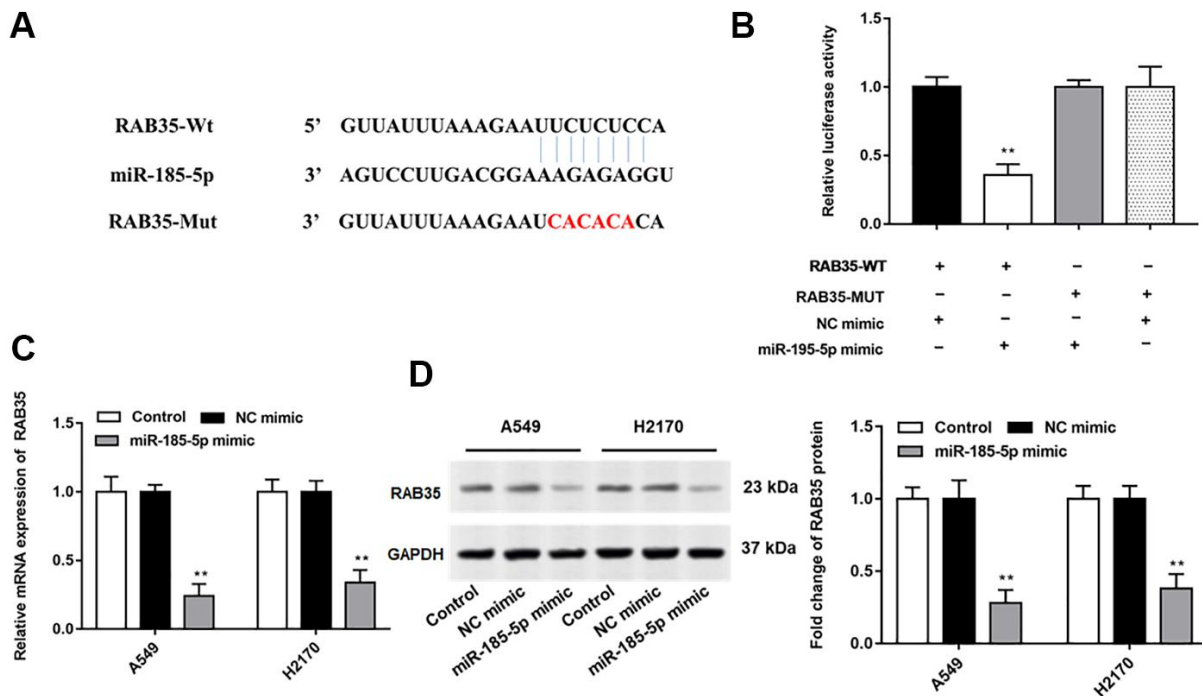 A
RAB35-Wt 5’ GUUAUUUAAAGAAUUCUCUCCA
miR-185-5p 3’ AGUCCUUGACGGAAAGAGAGGU
RAB35-Mut 3’ GUUAUUUAAAGAAUCACACACA
B
Relative luciferase activity
1.5
1.0
0.5
0.0
**
RAB35-WT + + – –
RAB35-MUT – – + +
NC mimic + – – +
miR-195-5p mimic – + + –
C
Relative mRNA expression of RAB35
Control NC mimic
miR-185-5p mimic
1.5
1.0
0.5
0.0
** **
A549 H2170
D
A549 H2170
RAB35 23 kDa
GAPDH 37 kDa
Control NC mimic miR-185-5p mimic Control NC mimic miR-185-5p mimic
Fold change of RAB35 protein
Control NC mimic
miR-185-5p mimic
1.5
1.0
0.5
0.0
** **
A549 H2170